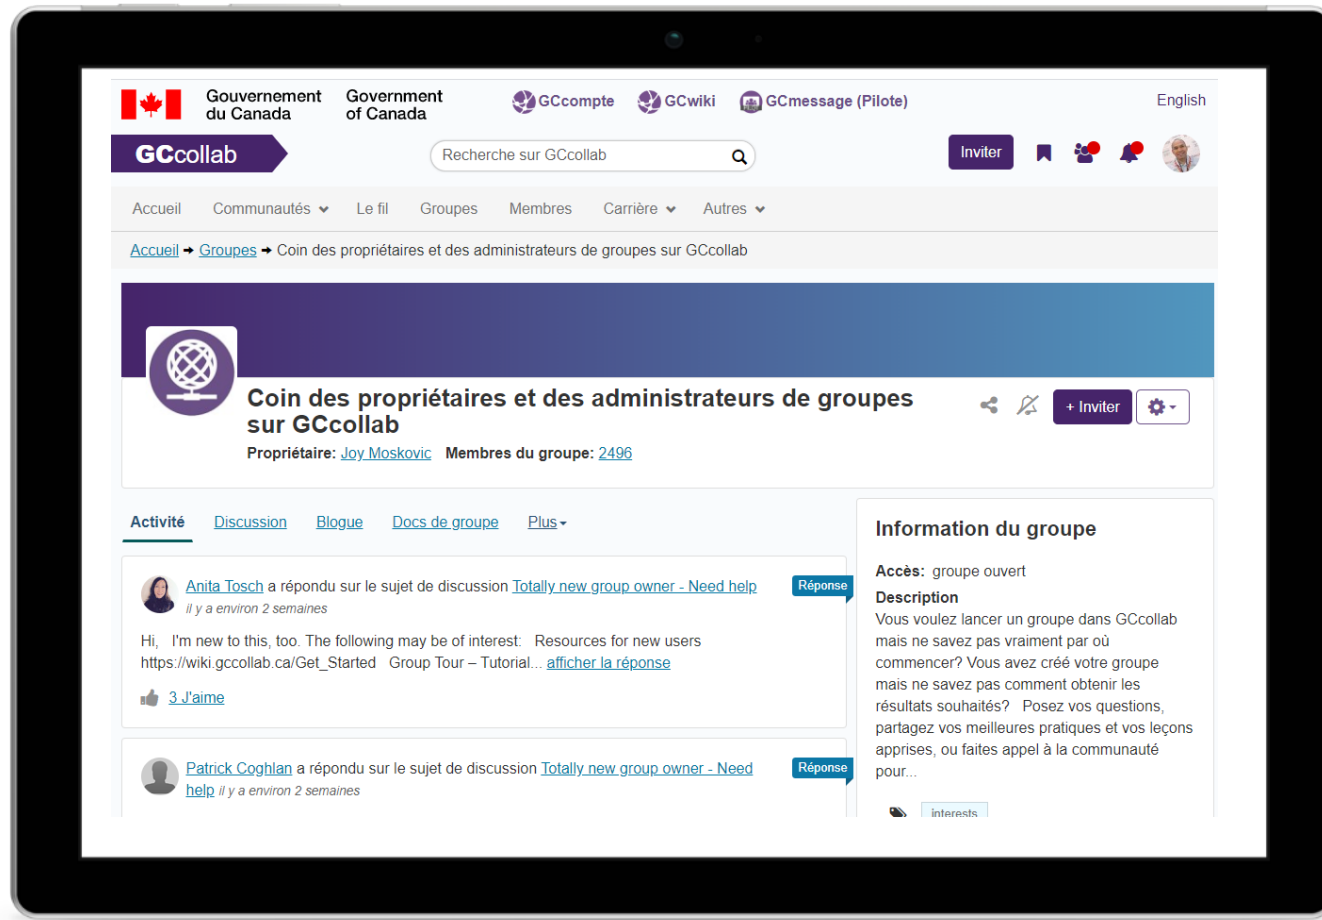 Gouvernement du Canada
Government of Canada
GCcompte
GCwiki
GCmessage (Pilote)
English
GCcollab
Recherche sur GCcollab
Inviter
Accueil
Communautés
Le fil
Groupes
Membres
Carrière
Autres
Accueil ➞ Groupes ➞ Coin des propriétaires et des administrateurs de groupes sur GCcollab
Coin des propriétaires et des administrateurs de groupes
sur GCcollab
+ Inviter
Propriétaire: Joy Moskovic Membres du groupe: 2496
Activité
Discussion
Blogue
Docs de groupe
Plus
Anita Tosch a répondu sur le sujet de discussion Totally new group owner - Need help
Réponse
il y a environ 2 semaines
Hi, I'm new to this, too. The following may be of interest: Resources for new users
https://wiki.gccollab.ca/Get_Started Group Tour – Tutorial... afficher la réponse
3 J'aime
Patrick Coghlan a répondu sur le sujet de discussion Totally new group owner - Need
help il y a environ 2 semaines
Réponse
Information du groupe
Accès: groupe ouvert
Description
Vous voulez lancer un groupe dans GCcollab
mais ne savez pas vraiment par où
commencer? Vous avez créé votre groupe
mais ne savez pas comment obtenir les
résultats souhaités? Posez vos questions,
partagez vos meilleures pratiques et vos leçons
apprises, ou faites appel à la communauté
pour...
interests